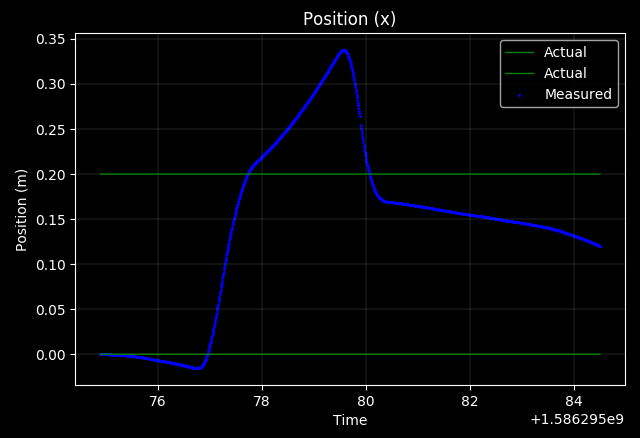 Position (x)
0.35
0.30
0.25
0.20
0.15
0.10
0.05
0.00
Position (m)
Actual
Actual
Measured
76
78
80
82
84
Time
+1.586295e9